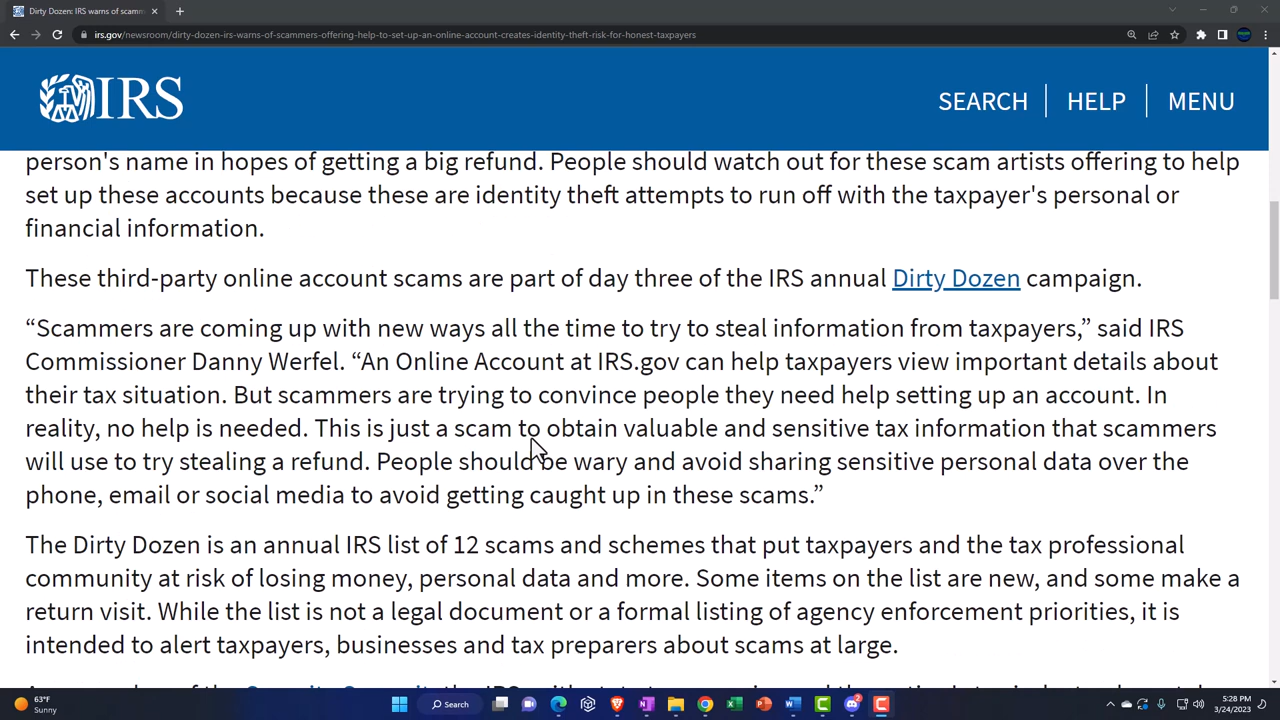 Dirty Dozen: IRS warns of scamm
irs.gov/newsroom/dirty-dozen-irs-warns-of-scammers-offering-help-to-set-up-an-online-account-creates-identity-theft-risk-for-honest-taxpayers
IRS
SEARCH
HELP
MENU
person's name in hopes of getting a big refund. People should watch out for these scam artists offering to help
set up these accounts because these are identity theft attempts to run off with the taxpayer's personal or
financial information.
These third-party online account scams are part of day three of the IRS annual Dirty Dozen campaign.
“Scammers are coming up with new ways all the time to try to steal information from taxpayers,” said IRS
Commissioner Danny Werfel. “An Online Account at IRS.gov can help taxpayers view important details about
their tax situation. But scammers are trying to convince people they need help setting up an account. In
reality, no help is needed. This is just a scam to obtain valuable and sensitive tax information that scammers
will use to try stealing a refund. People should be wary and avoid sharing sensitive personal data over the
phone, email or social media to avoid getting caught up in these scams.”
The Dirty Dozen is an annual IRS list of 12 scams and schemes that put taxpayers and the tax professional
community at risk of losing money, personal data and more. Some items on the list are new, and some make a
return visit. While the list is not a legal document or a formal listing of agency enforcement priorities, it is
intended to alert taxpayers, businesses and tax preparers about scams at large.
63°F
Sunny
Search
5:28 PM
3/24/2023